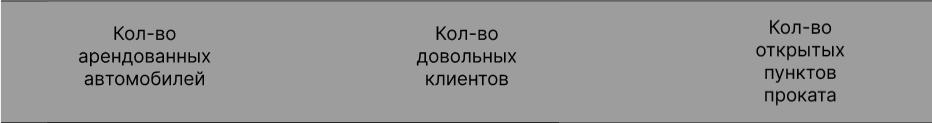 Кол-во
арендованных
автомобилей
Кол-во
довольных
клиентов
Кол-во
открытых
пунктов
проката